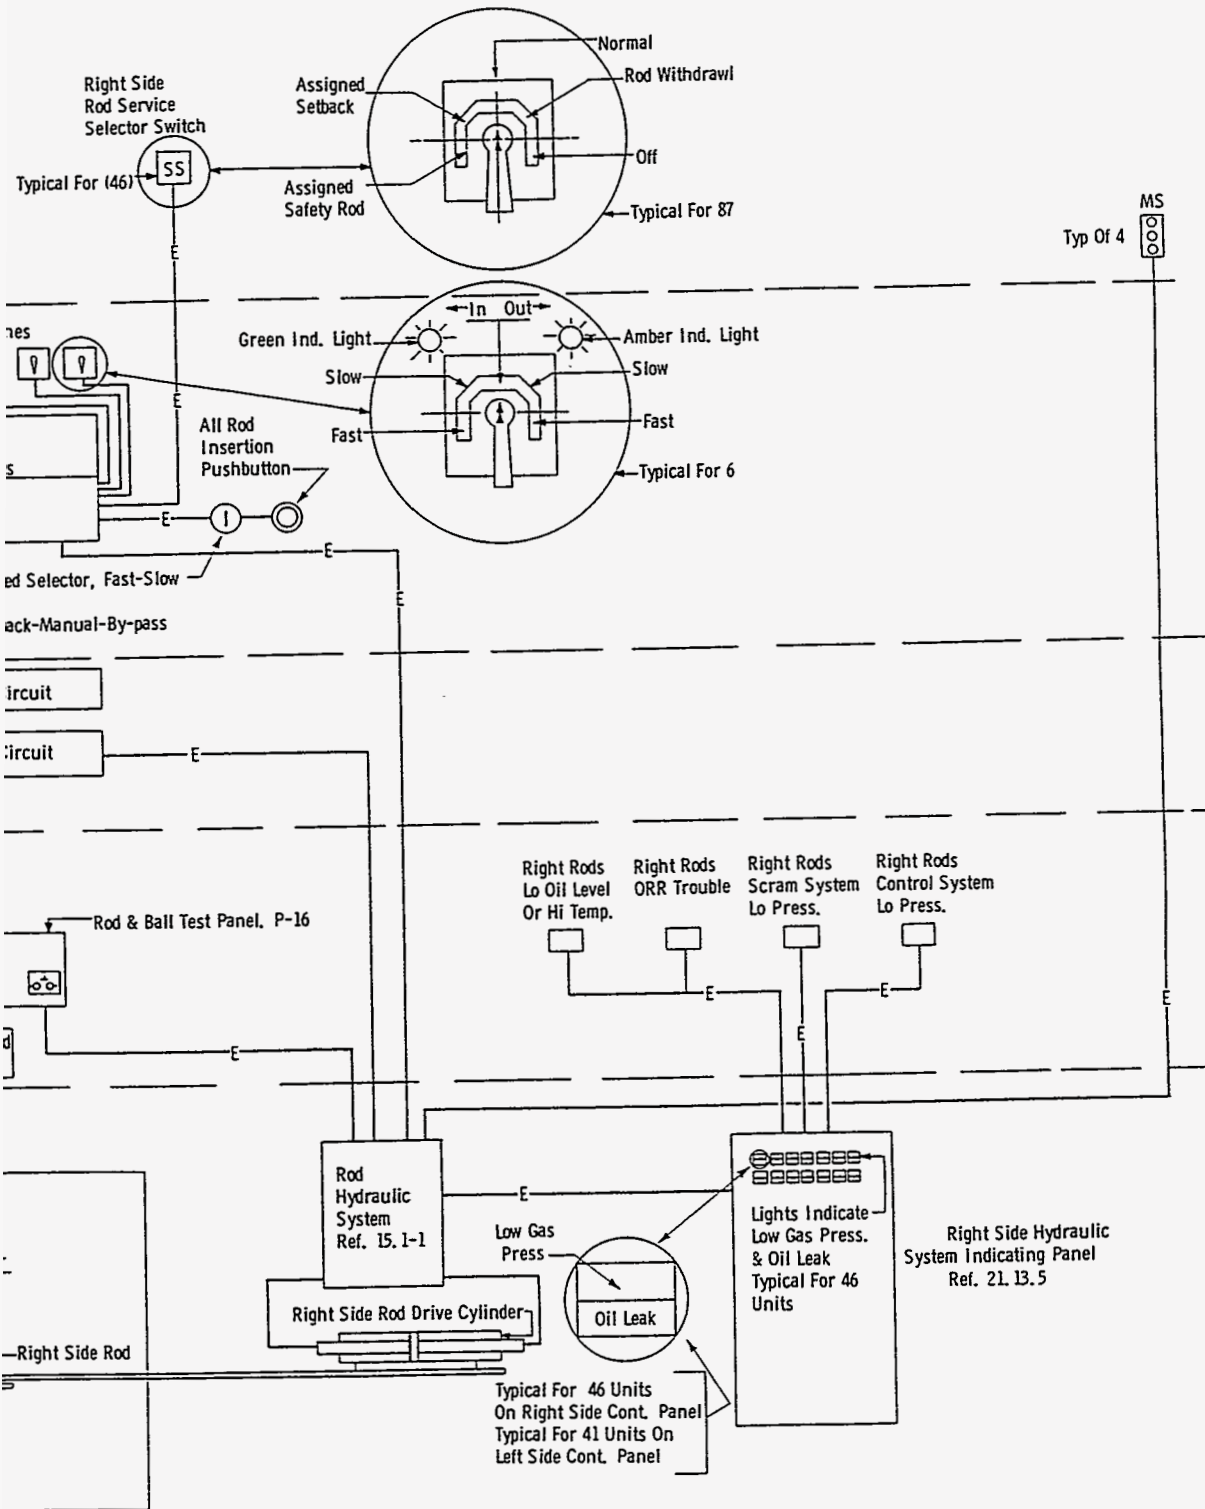 Normal
Right Side
Rod Service
Selector Switch
Assigned
Setback
Rod Withdrawl
SS
Typical For (46)
Off
Assigned
Safety Rod
Typical For 87
MS
Typ Of 4
E
In Out
nes
Green Ind. Light
Amber Ind. Light
Slow
Slow
E
Fast
Fast
All Rod
Insertion
Pushbutton
s
Typical For 6
E
E
ed Selector, Fast-Slow
E
ack-Manual-By-pass
ircuit
ircuit
E
Right Rods
Lo Oil Level
Or Hi Temp.
Right Rods
ORR Trouble
Right Rods
Scram System
Lo Press.
Right Rods
Control System
Lo Press.
Rod & Ball Test Panel. P-16
E
E
E
E
d
E
Rod
Hydraulic
System
Ref. 15.1-1
E
Low Gas
Press
Oil Leak
Lights Indicate
Low Gas Press.
& Oil Leak
Typical For 46
Units
Right Side Hydraulic
System Indicating Panel
Ref. 21.13.5
Right Side Rod Drive Cylinder
Right Side Rod
Typical For 46 Units
On Right Side Cont. Panel
Typical For 41 Units On
Left Side Cont. Panel